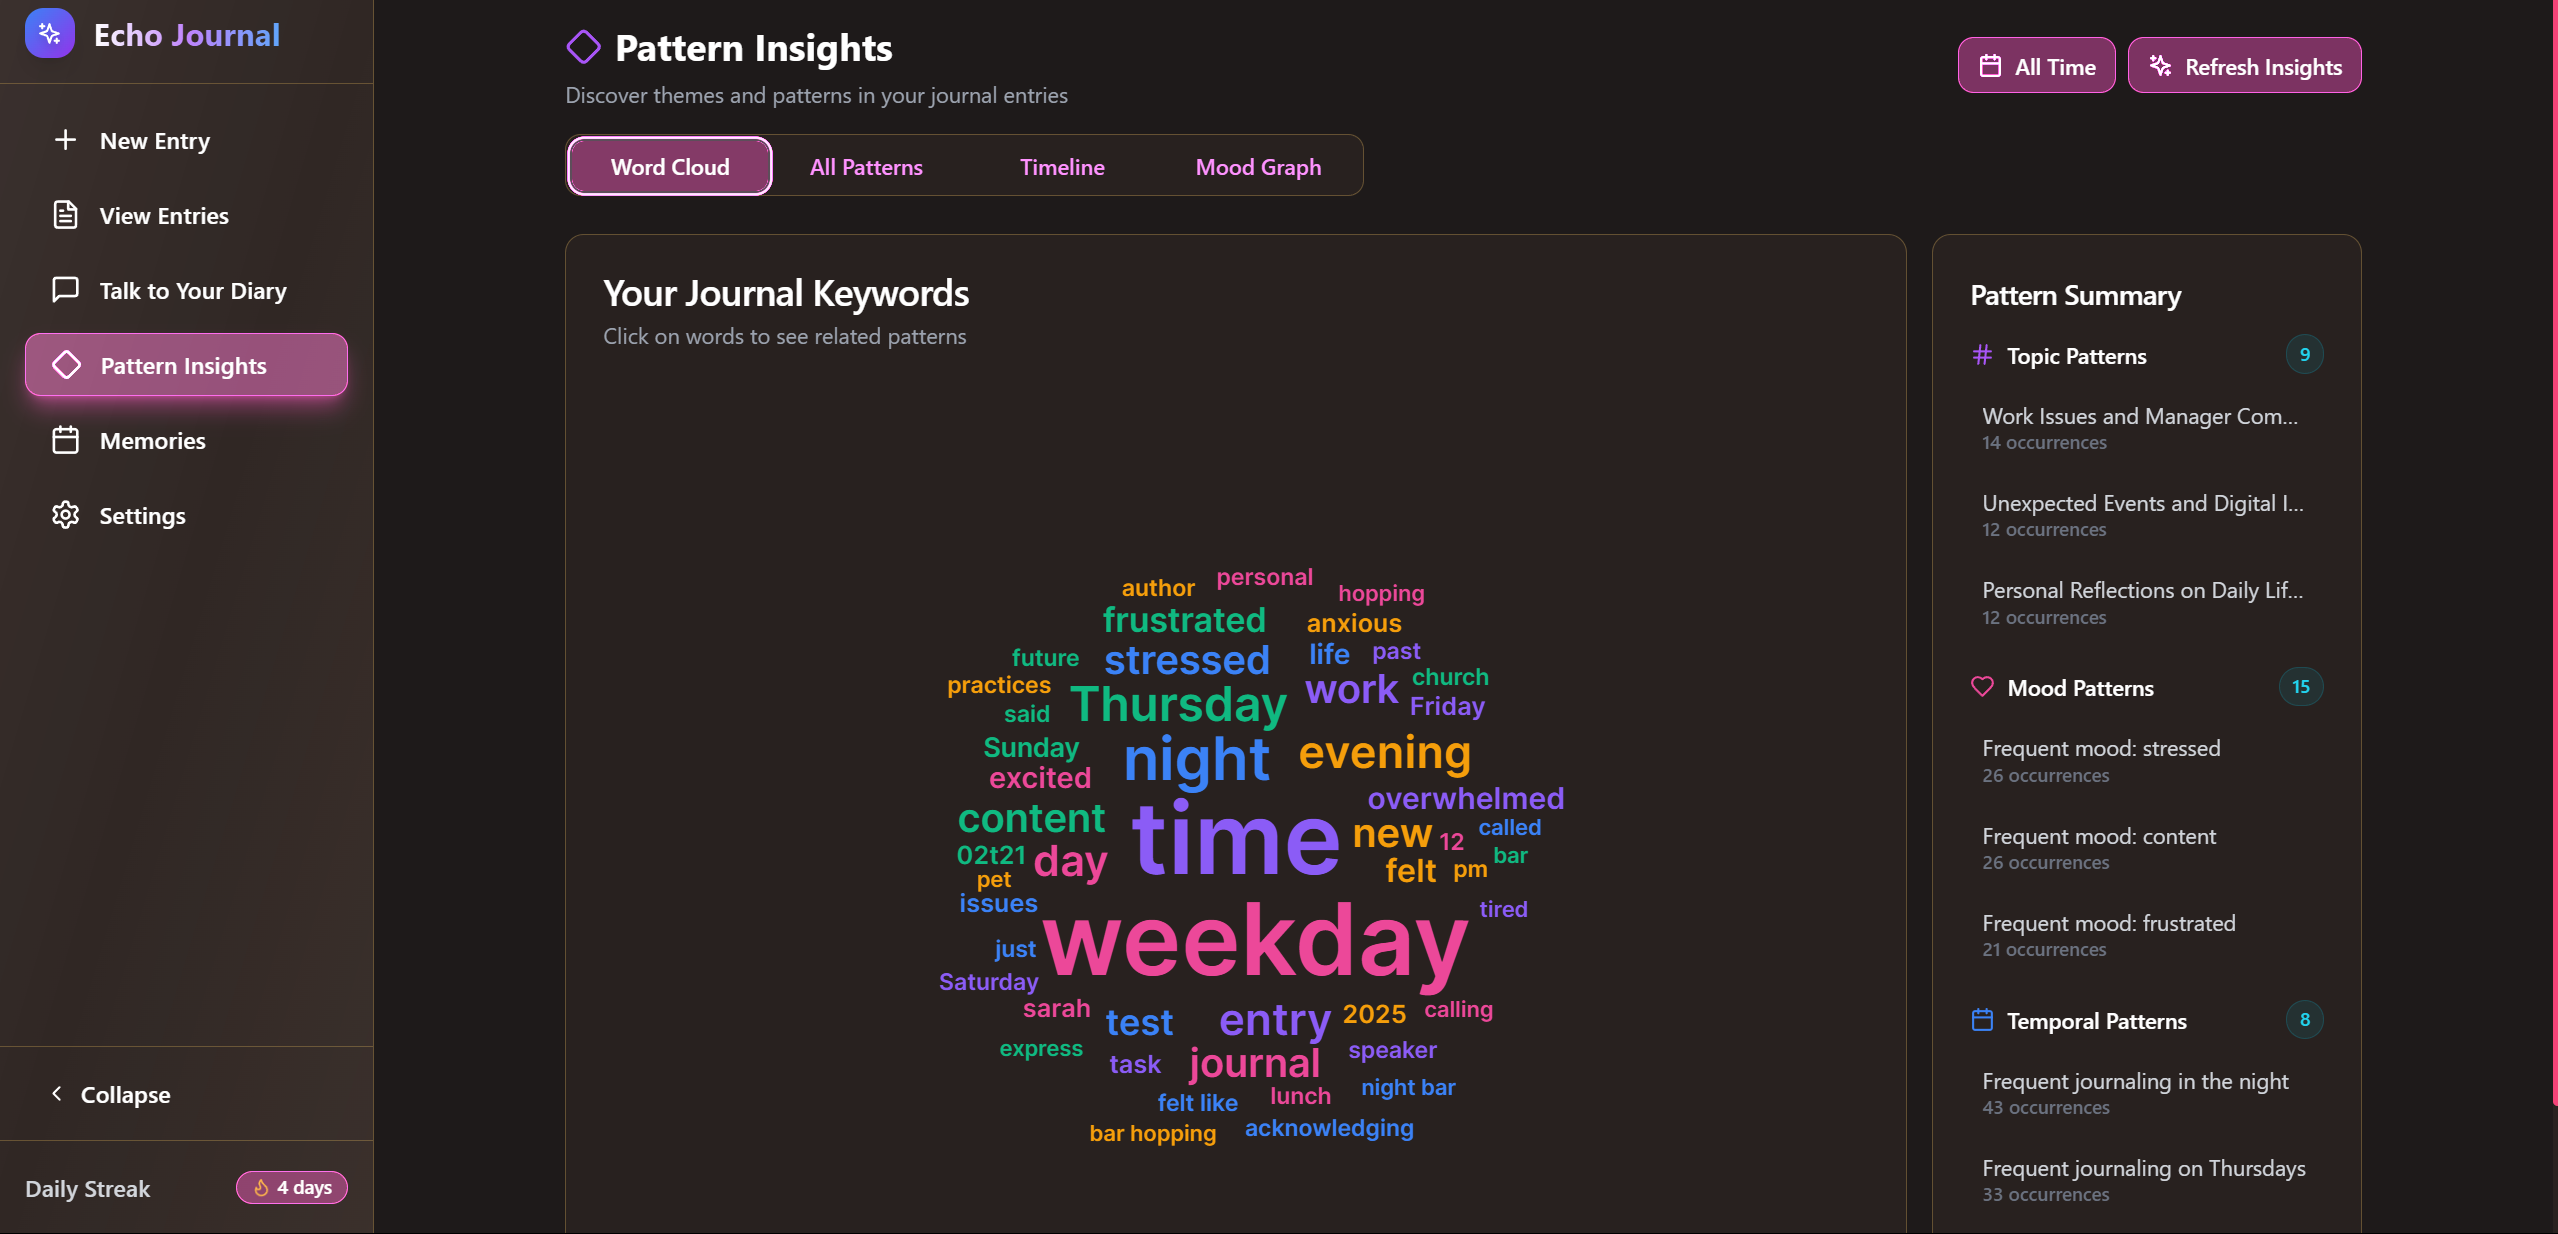 Echo Journal
New Entry
View Entries
Talk to Your Diary
Pattern Insights
Memories
Settings
Collapse
Daily Streak
4 days
Pattern Insights
Discover themes and patterns in your journal entries
All Time
Refresh Insights
Word Cloud
All Patterns
Timeline
Mood Graph
Your Journal Keywords
Click on words to see related patterns
author
personal
hopping
frustrated
anxious
future
stressed
life
past
practices
Thursday
work
church
said
Friday
Sunday
night
evening
excited
overwhelmed
content
time
new
12
called
02t21
day
felt
pm
bar
pet
issues
weekday
tired
just
Saturday
sarah
test
entry
2025
calling
express
task
journal
speaker
felt like
lunch
night bar
bar hopping
acknowledging
Pattern Summary
Topic Patterns
9
Work Issues and Manager Com...
14 occurrences
Unexpected Events and Digital I...
12 occurrences
Personal Reflections on Daily Lif...
12 occurrences
Mood Patterns
15
Frequent mood: stressed
26 occurrences
Frequent mood: content
26 occurrences
Frequent mood: frustrated
21 occurrences
Temporal Patterns
8
Frequent journaling in the night
43 occurrences
Frequent journaling on Thursdays
33 occurrences